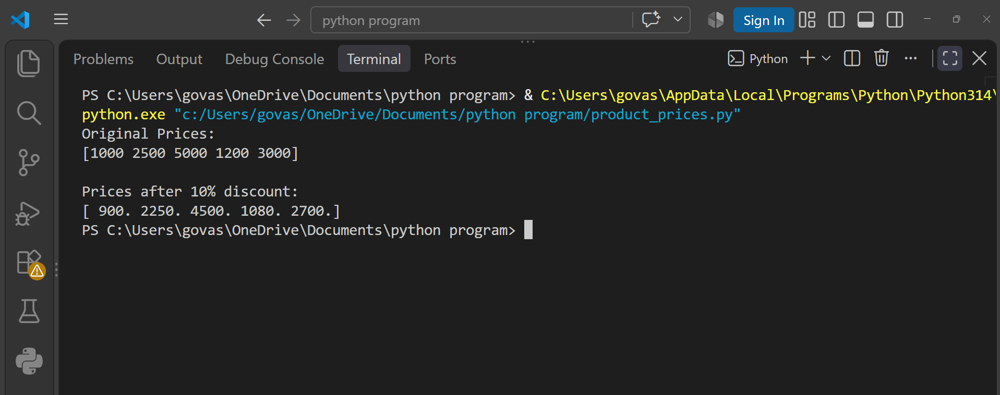 python program
Sign In
Problems Output Debug Console Terminal Ports
Python
PS C:\Users\govas\OneDrive\Documents\python program> & C:\Users\govas\AppData\Local\Programs\Python\Python314\
python.exe "c:/Users/govas/OneDrive/Documents/python program/product_prices.py"
Original Prices:
[1000 2500 5000 1200 3000]
Prices after 10% discount:
[ 900. 2250. 4500. 1080. 2700.]
PS C:\Users\govas\OneDrive\Documents\python program>